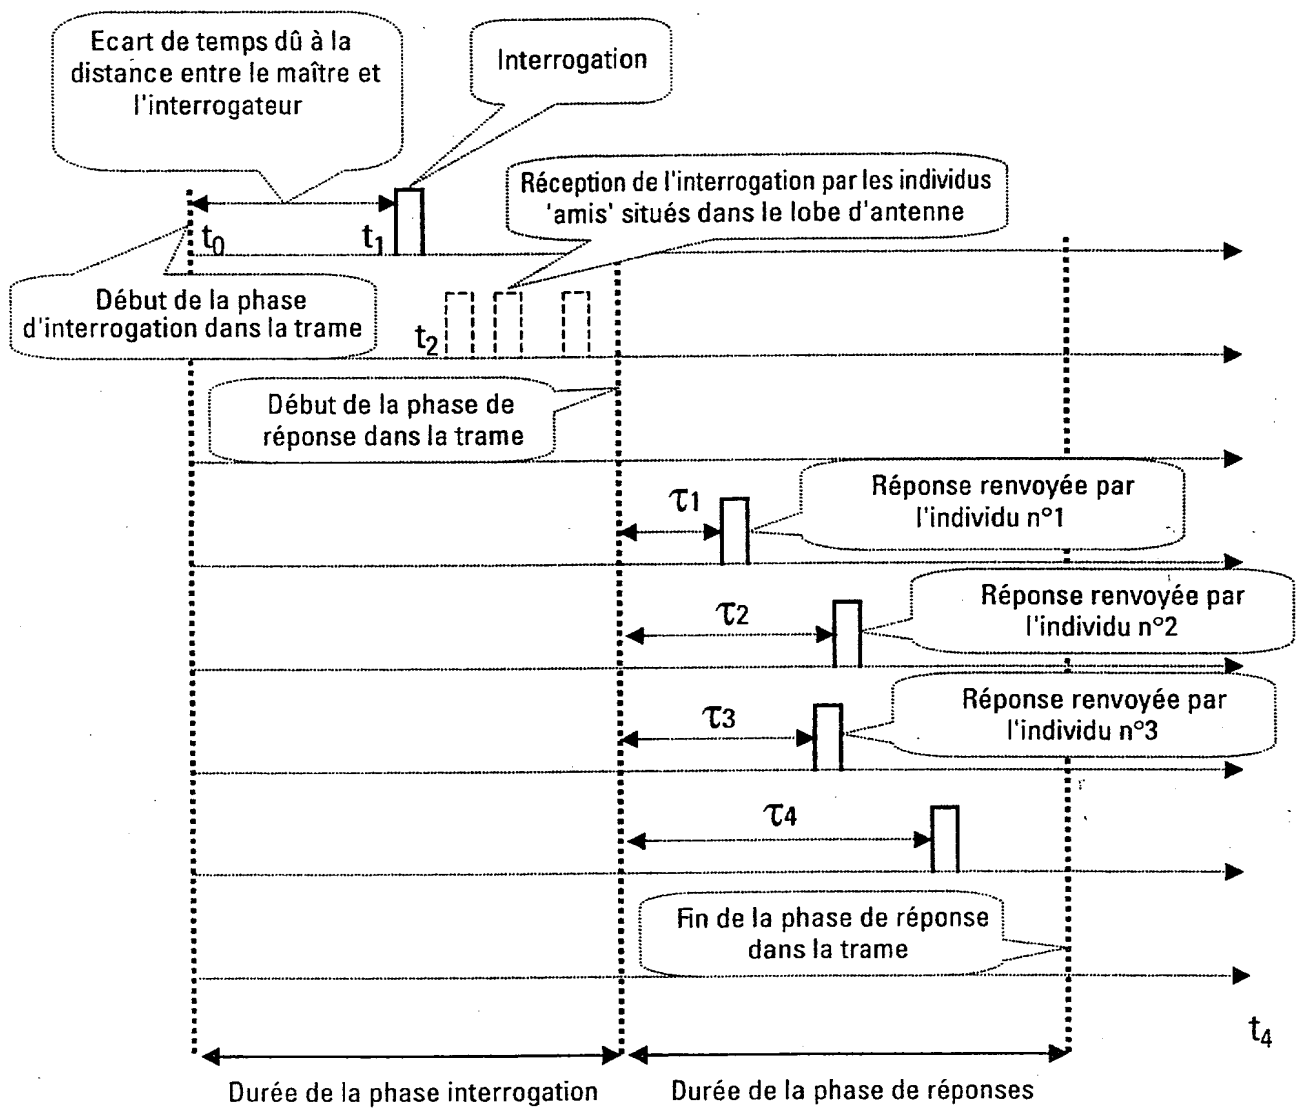 Ecart de temps dû à la
distance entre le maître et
l'interrogateur
Interrogation
Réception de l'interrogation par les individus
'amis' situés dans le lobe d'antenne
t0
t1
Début de la phase
d'interrogation dans la trame
t2
Début de la phase de
réponse dans la trame
τ1
Réponse renvoyée par
l'individu n°1
τ2
Réponse renvoyée par
l'individu n°2
τ3
Réponse renvoyée par
l'individu n°3
τ4
Fin de la phase de réponse
dans la trame
t4
Durée de la phase interrogation
Durée de la phase de réponses